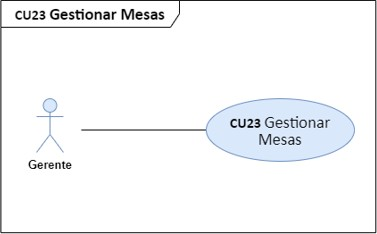 CU23 Gestionar Mesas
CU23 Gestionar
Mesas
Gerente